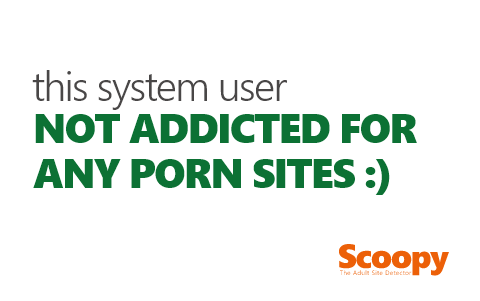 this system user
NOT ADDICTED FOR
ANY PORN SITES :)
Scoopy
The Adult Site Detector